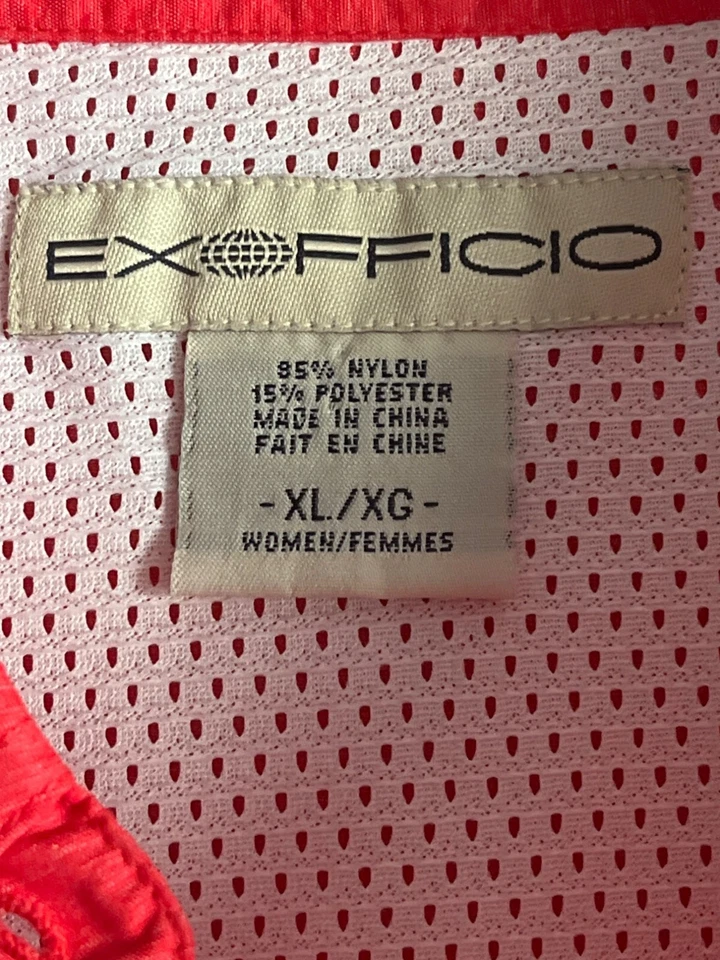 EXOFFICIO
85% NYLON
15% POLYESTER
MADE IN CHINA
FAIT EN CHINE
- XL/XG -
WOMEN/FEMMES